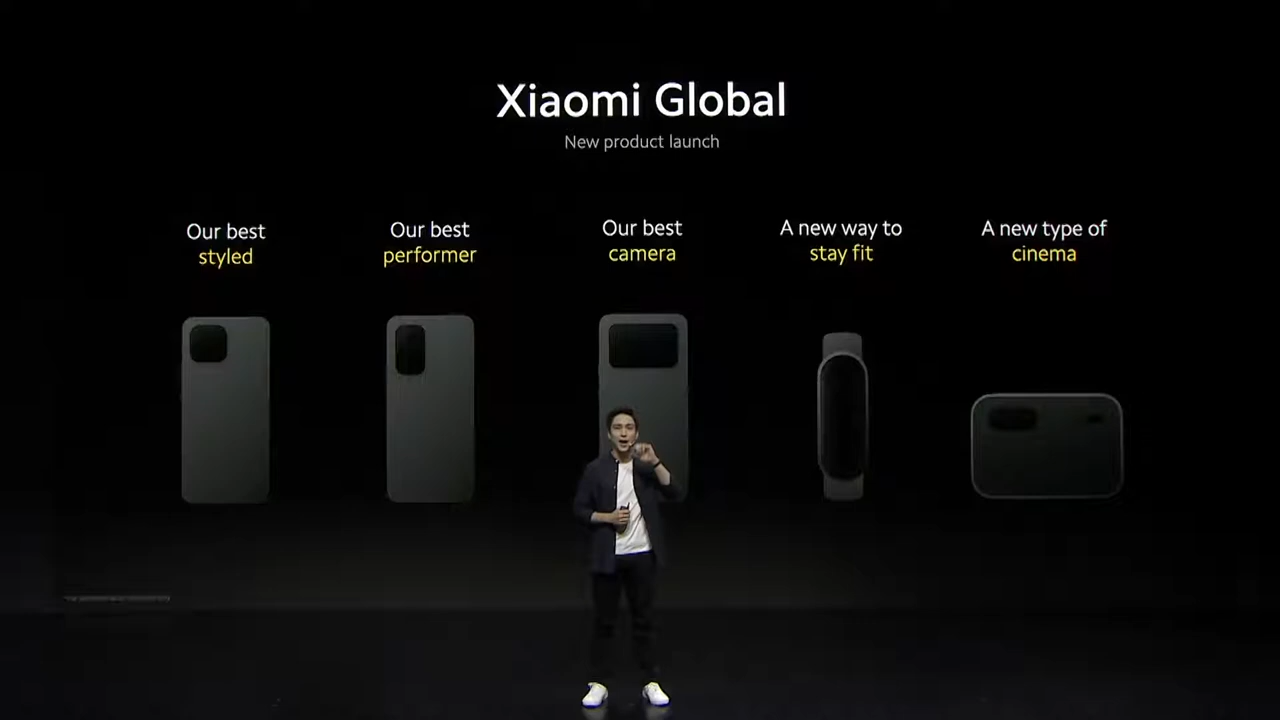 Xiaomi Global
New product launch
Our best
styled
Our best
performer
Our best
camera
A new way to
stay fit
A new type of
cinema